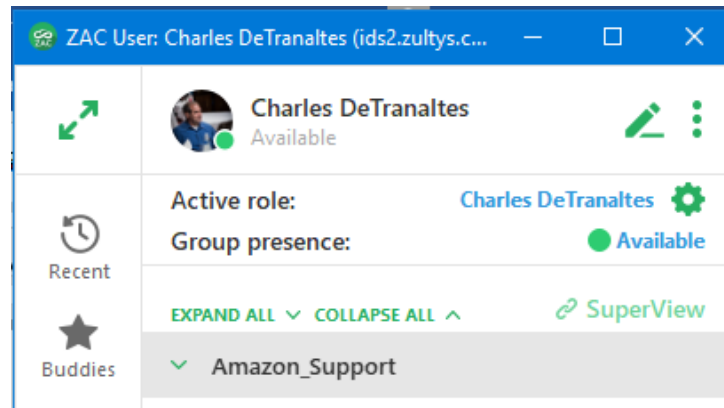 ZAC User: Charles DeTranaltes (ids2.zultys.c...
Charles DeTranaltes
Available
Active role: Charles DeTranaltes
Group presence: Available
Recent
EXPAND ALL COLLAPSE ALL SuperView
Buddies
Amazon_Support